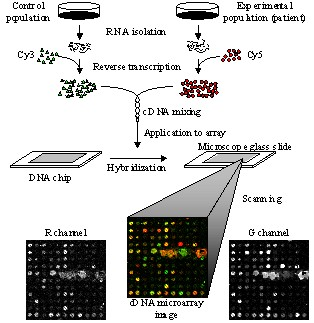 Control
population
Experimental
population (patient)
RNA isolation
Cy3
Cy5
Reverse transcription
cDNA mixing
Application to array
Microscope glass slide
Hybridization
DNA chip
Scanning
R channel
G channel
cDNA microarray
image